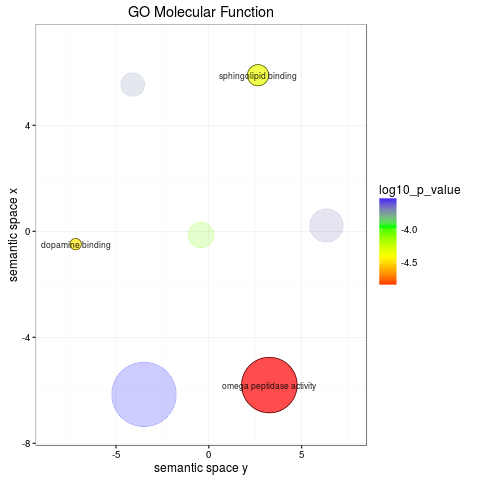 GO Molecular Function
sphingolipid binding
dopamine binding
omega peptidase activity
4
0
-4
-8
-5
0
5
semantic space y
semantic space x
log10_p_value
-4.0
-4.5